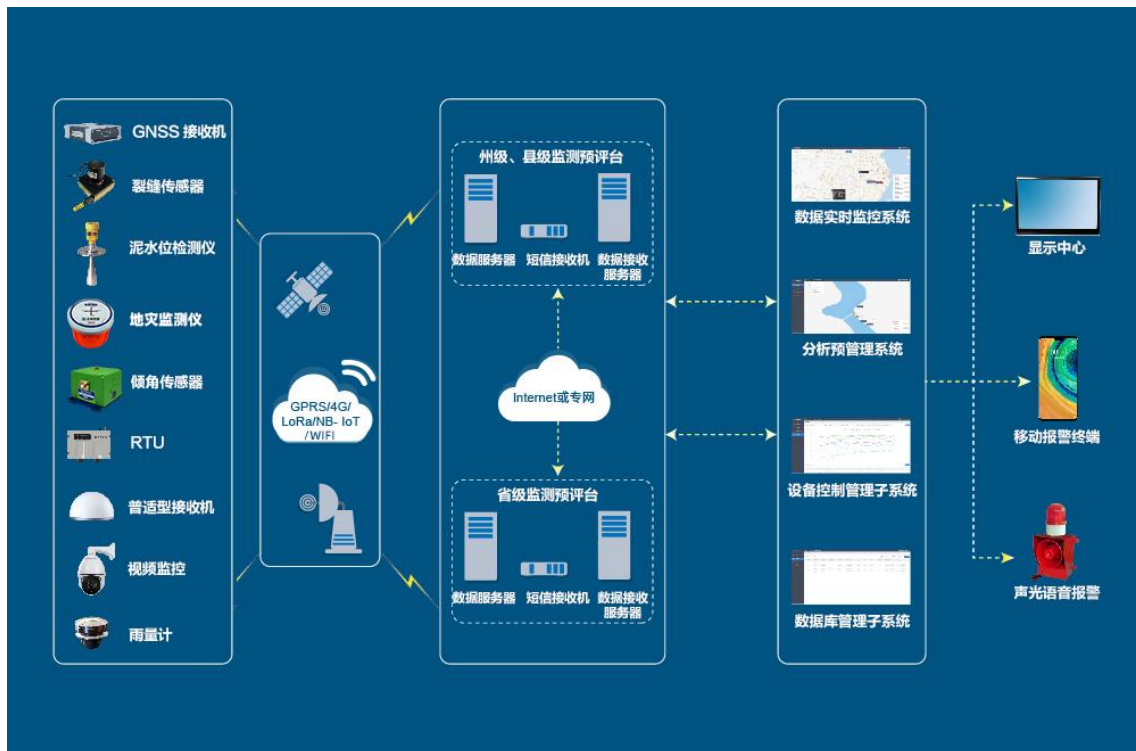 GNSS 接收机
裂缝传感器
泥水位检测仪
地灾监测仪
倾角传感器
RTU
普适型接收机
视频监控
雨量计
GPRS/4G/
LoRa/NB- IoT
/WIFI
州级、县级监测预评台
数据服务器
短信接收机
数据接收
服务器
Internet或专网
省级监测预评台
数据服务器
短信接收机
数据接收
服务器
数据实时监控系统
分析预管理系统
设备控制管理子系统
数据库管理子系统
显示中心
移动报警终端
声光语音报警